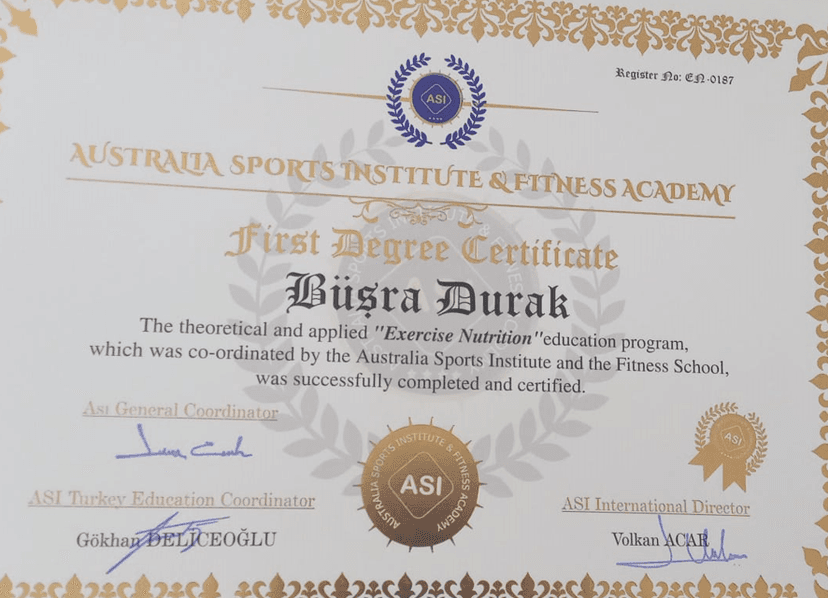 Register No: EN-0187
ASI
AUSTRALIA SPORTS INSTITUTE & FITNESS ACADEMY
First Degree Certificate
Büşra Durak
The theoretical and applied "Exercise Nutrition"education program,
which was co-ordinated by the Australia Sports Institute and the Fitness School,
was successfully completed and certified.
Ası General Coordinator
ASI
AUSTRALIA SPORTS INSTITUTE & FITNESS ACADEMY
ASI
ASI Turkey Education Coordinator
Gökhan DELİCEOĞLU
ASI International Director
Volkan ACAR